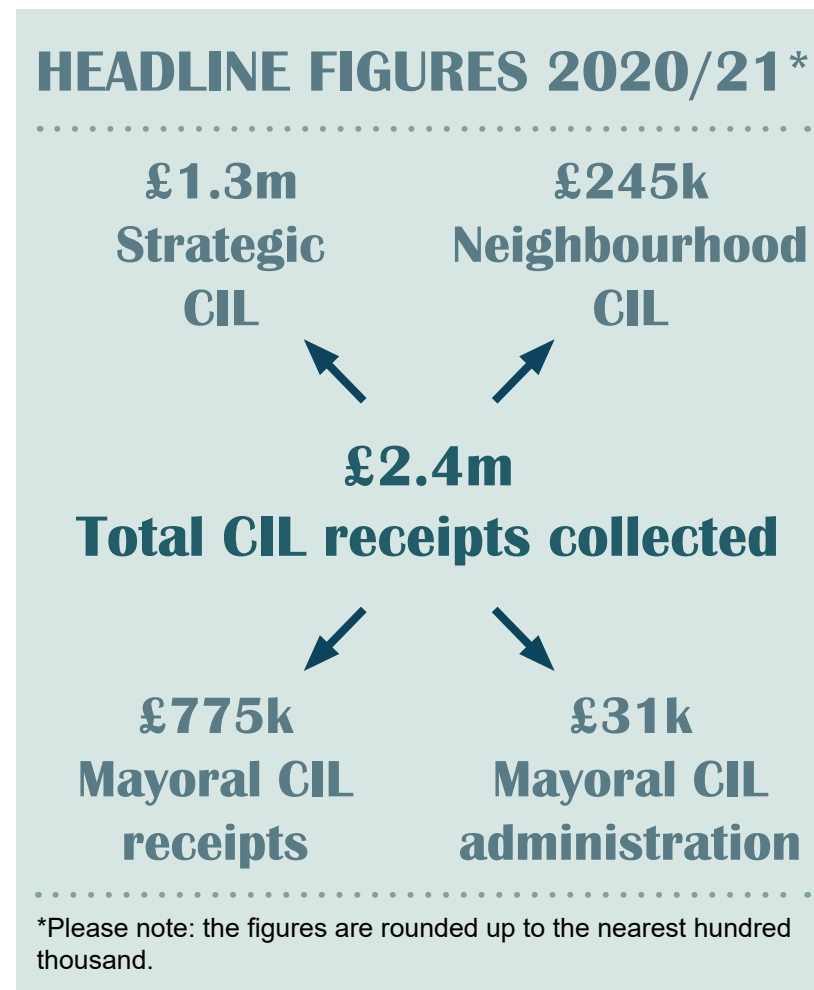 HEADLINE FIGURES 2020/21*
£1.3m
Strategic
CIL
£245k
Neighbourhood
CIL
£2.4m
Total CIL receipts collected
£775k
Mayoral CIL
receipts
£31k
Mayoral CIL
administration
*Please note: the figures are rounded up to the nearest hundred
thousand.